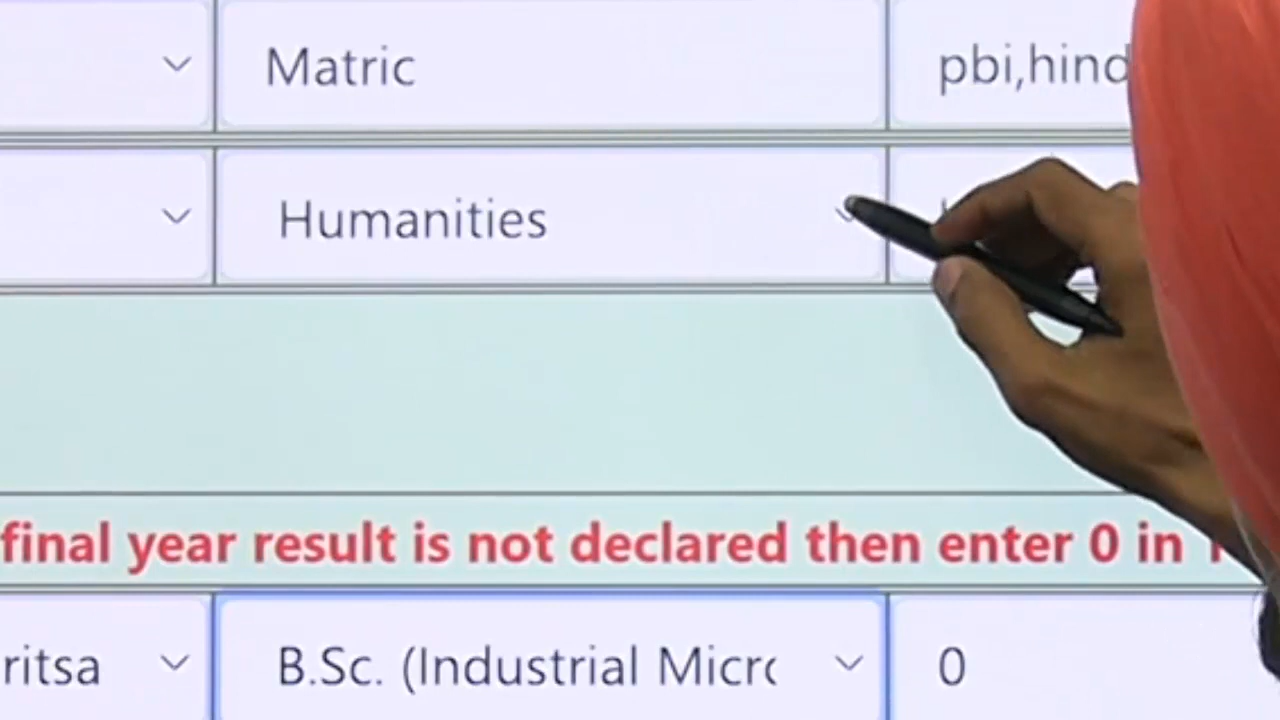 Matric pbi,hind
Humanities
final year result is not declared then enter 0 in
ritsa B.Sc. (Industrial Micro 0